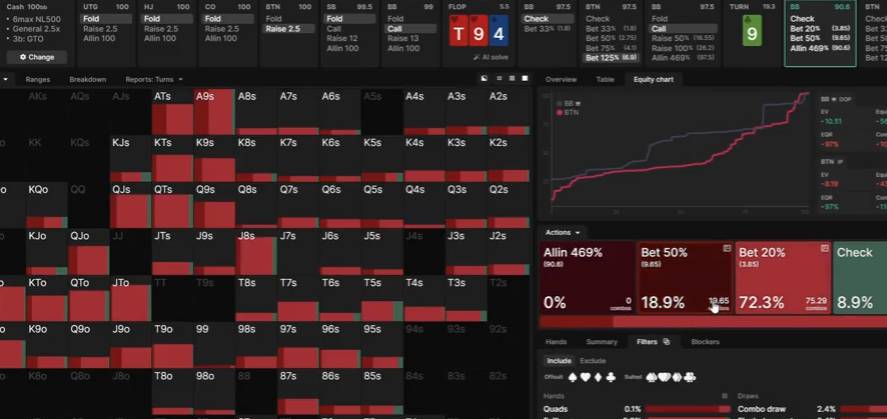 Cash 100bb
• 6max NL500
• General 2.5x
• 3b: GTO
Change
UTG 100
Fold
Raise 2.5
Allin 100
HJ 100
Fold
Raise 2.5
Allin 100
CO 100
Fold
Raise 2.5
Allin 100
BTN 100
Fold
Raise 2.5
SB 100
Fold
Call
Raise 12
Allin 100
BB 99
Fold
Call
Raise 13
Allin 100
FLOP 5.5
T 9 4
AI solve
BB 97.5
Check
Bet 33% (1.8)
BTN 97.5
Check
Bet 33% (1.8)
Bet 50% (2.75)
Bet 75% (4.1)
Bet 125% (6.9)
BB 97.5
Fold
Call
Raise 50% (16.55)
Raise 100% (26.2)
Allin 469% (97.5)
TURN 19.3
9
BB 90.6
Check
Bet 20% (3.85)
Bet 50% (9.65)
Allin 469% (90.6)
BTN
Check
Ranges Breakdown Reports: Turns
Overview Table Equity chart
AKs AQs AJs ATs A9s A8s A7s A6s A5s A4s A3s A2s
KK KQs KJs KTs K9s K8s K7s K6s K5s K4s K3s K2s
KQo QQ QJs QTs Q9s Q8s Q7s Q6s Q5s Q4s Q3s Q2s
KJo QJo JJ JTs J9s J8s J7s J6s J5s J4s J3s J2s
KTo QTo JTo TT T9s T8s T7s T6s T5s T4s T3s T2s
K9o Q9o J9o T9o 99 98s 97s 96s 95s 94s 93s 92s
K8o Q8o J8o T8o 98o 88 87s 86s 85s 84s 83s 82s
BB
BTN
BB OOP
EV
-10.51
EQR
-97%
BTN IP
EV
-8.19
EQR
-97%
Actions
Allin 469%
(90.6)
0%
0
combos
Bet 50%
(9.65)
18.9%
19.65
Bet 20%
(3.85)
72.3%
75.29
combos
Check
8.9%
Hands Summary Filters Blockers
Include Exclude
Offsuit Suited
Hands
Quads 0.1%
Draws
Combo draw 2.4%